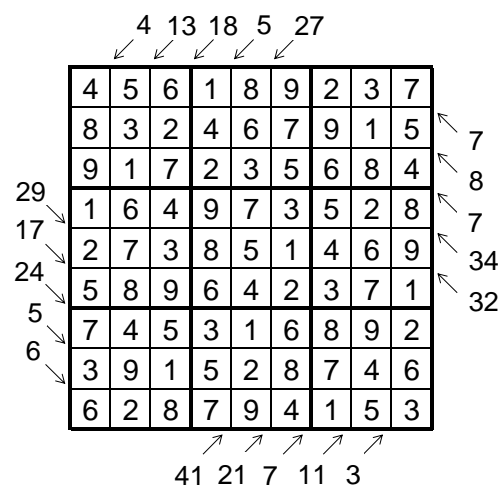 4 13 18 5 27
4 5 6 1 8 9 2 3 7
8 3 2 4 6 7 9 1 5
7
9 1 7 2 3 5 6 8 4
8
29 1 6 4 9 7 3 5 2 8
7
17 2 7 3 8 5 1 4 6 9
34
24 5 8 9 6 4 2 3 7 1
32
5 7 4 5 3 1 6 8 9 2
6 3 9 1 5 2 8 7 4 6
6 2 8 7 9 4 1 5 3
41 21 7 11 3